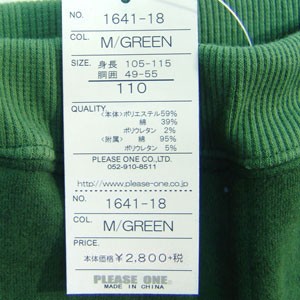 NO. 1641-18
COL. M/GREEN
SIZE. 身長 105-115
胴囲 49-55
110
QUALITY.
<本体> ポリエステル59%
綿 39%
ポリウレタン 2%
<附属> 綿 95%
ポリウレタン 5%
PLEASE ONE CO.,LTD.
052-910-8511
http://www.please-one.co.jp
NO. 1641-18
COL. M/GREEN
PRICE.
本体価格 ¥2,800+税
PLEASE ONE.
MADE IN CHINA